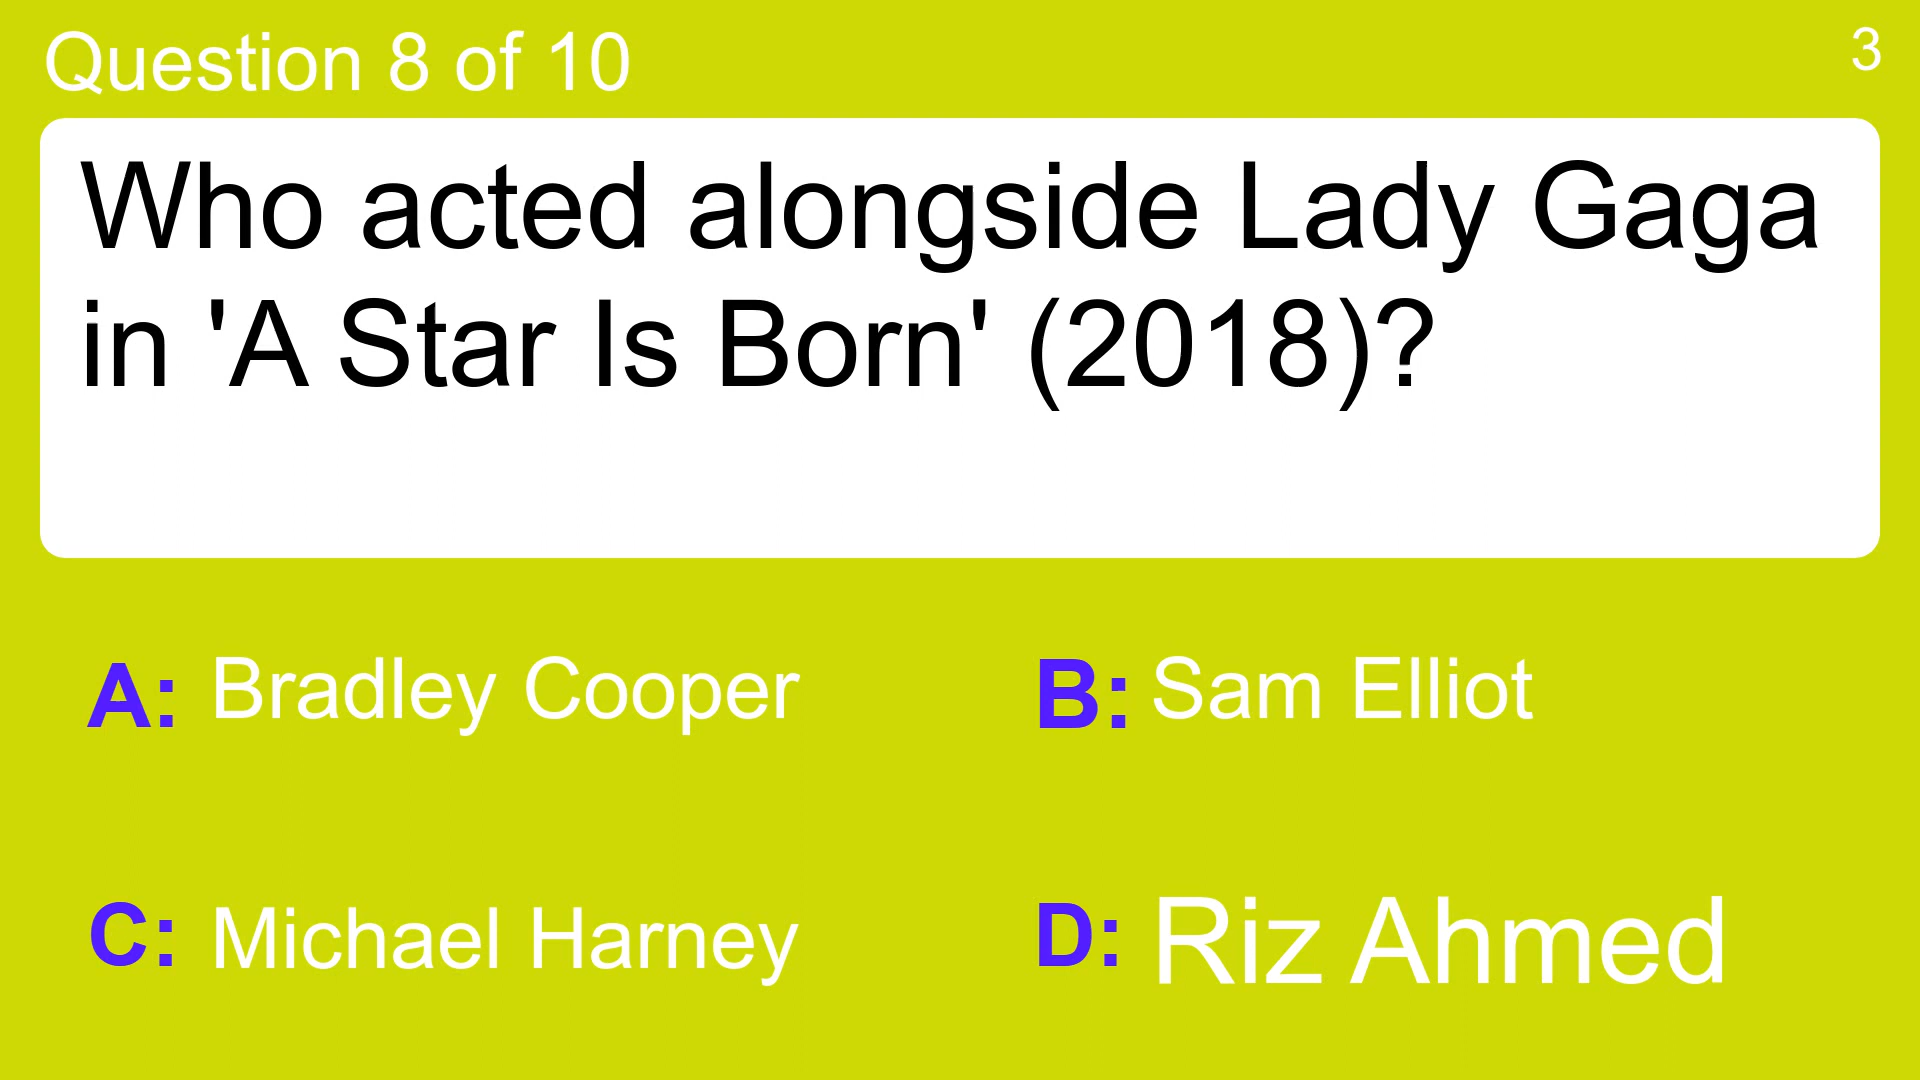 Question 8 of 10
3
Who acted alongside Lady Gaga
in 'A Star Is Born' (2018)?
A: Bradley Cooper
B: Sam Elliot
C: Michael Harney
D: Riz Ahmed